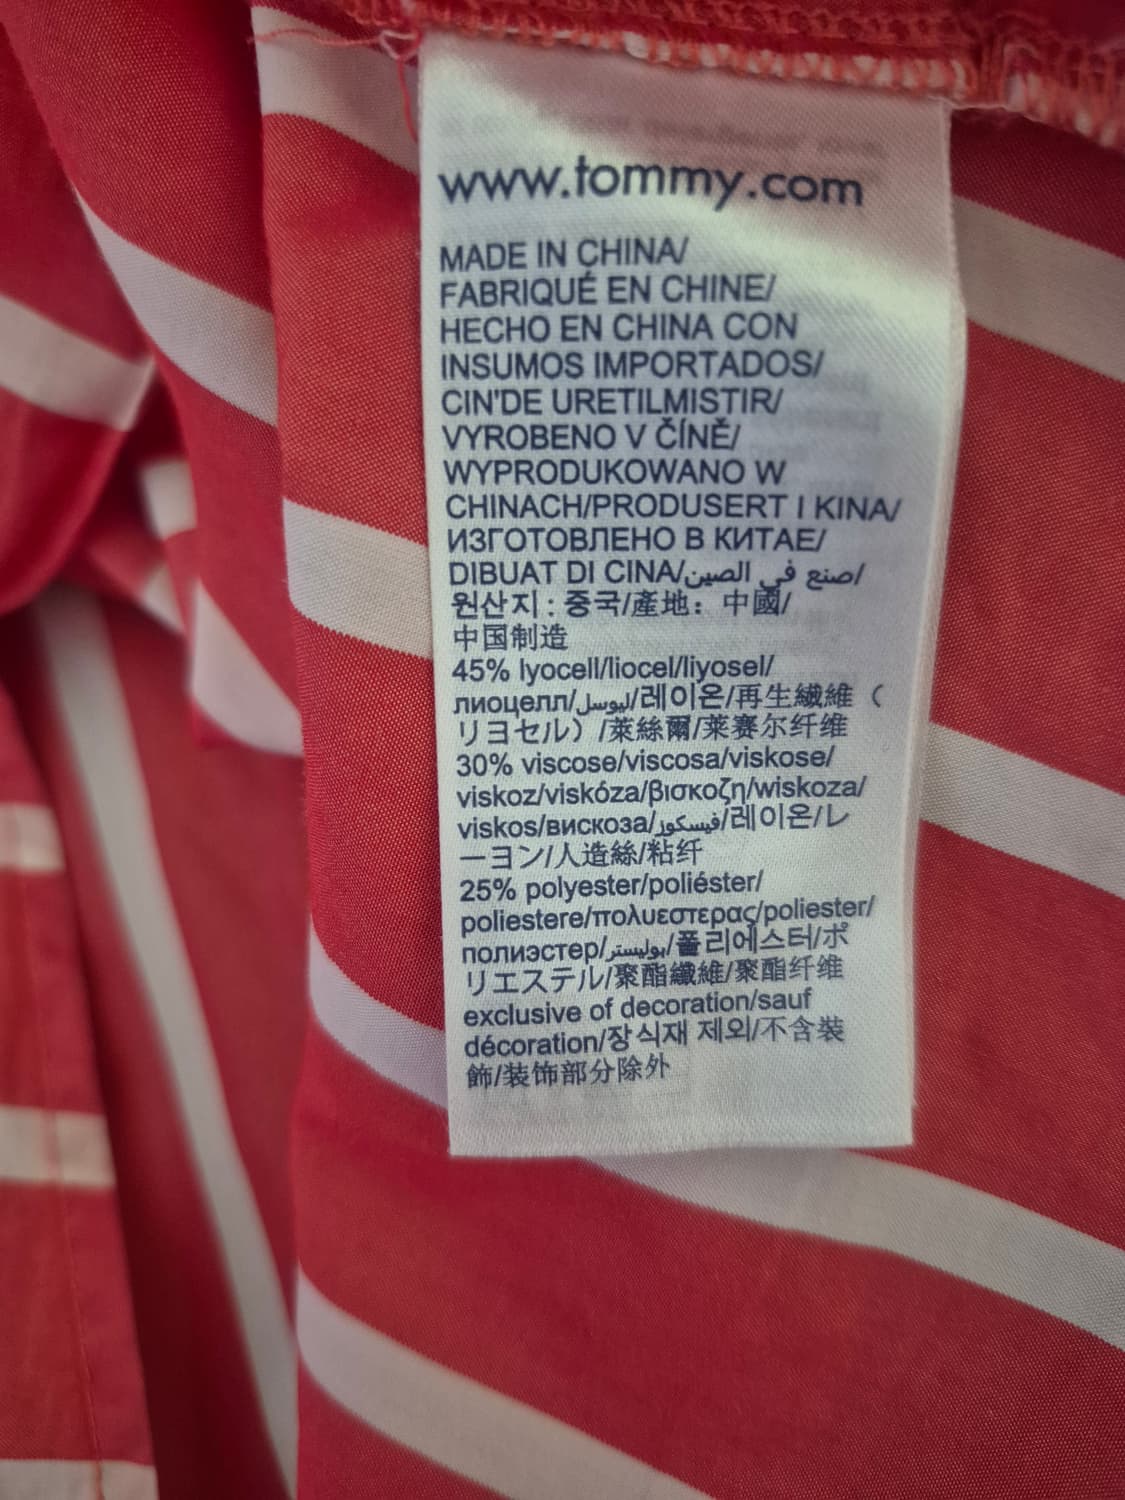 www.tommy.com
MADE IN CHINA/
FABRIQUÉ EN CHINE/
HECHO EN CHINA CON
INSUMOS IMPORTADOS/
CIN'DE URETILMISTIR/
VYROBENO V ČÍNĚ/
WYPRODUKOWANO W
CHINACH/PRODUSERT I KINA/
ИЗГОТОВЛЕНО В КИТАЕ/
DIBUAT DI CINA/صنع في الصين/
원산지 : 중국/產地：中國/
中国制造
45% lyocell/liocel/liyosel/
лиоцелл/ليوسل/레이온/再生繊維（
リヨセル）/萊絲爾/莱赛尔纤维
30% viscose/viscosa/viskose/
viskoz/viskóza/βισκοζη/wiskoza/
viskos/вискоза/فيسكوز/레이온/レ
ーヨン/人造絲/粘纤
25% polyester/poliéster/
poliestere/πολυεστερας/poliester/
полиэстер/بوليستر/폴리에스터/ポ
リエステル/聚酯纖維/聚酯纤维
exclusive of decoration/sauf
décoration/장식재 제외/不含裝
飾/装饰部分除外